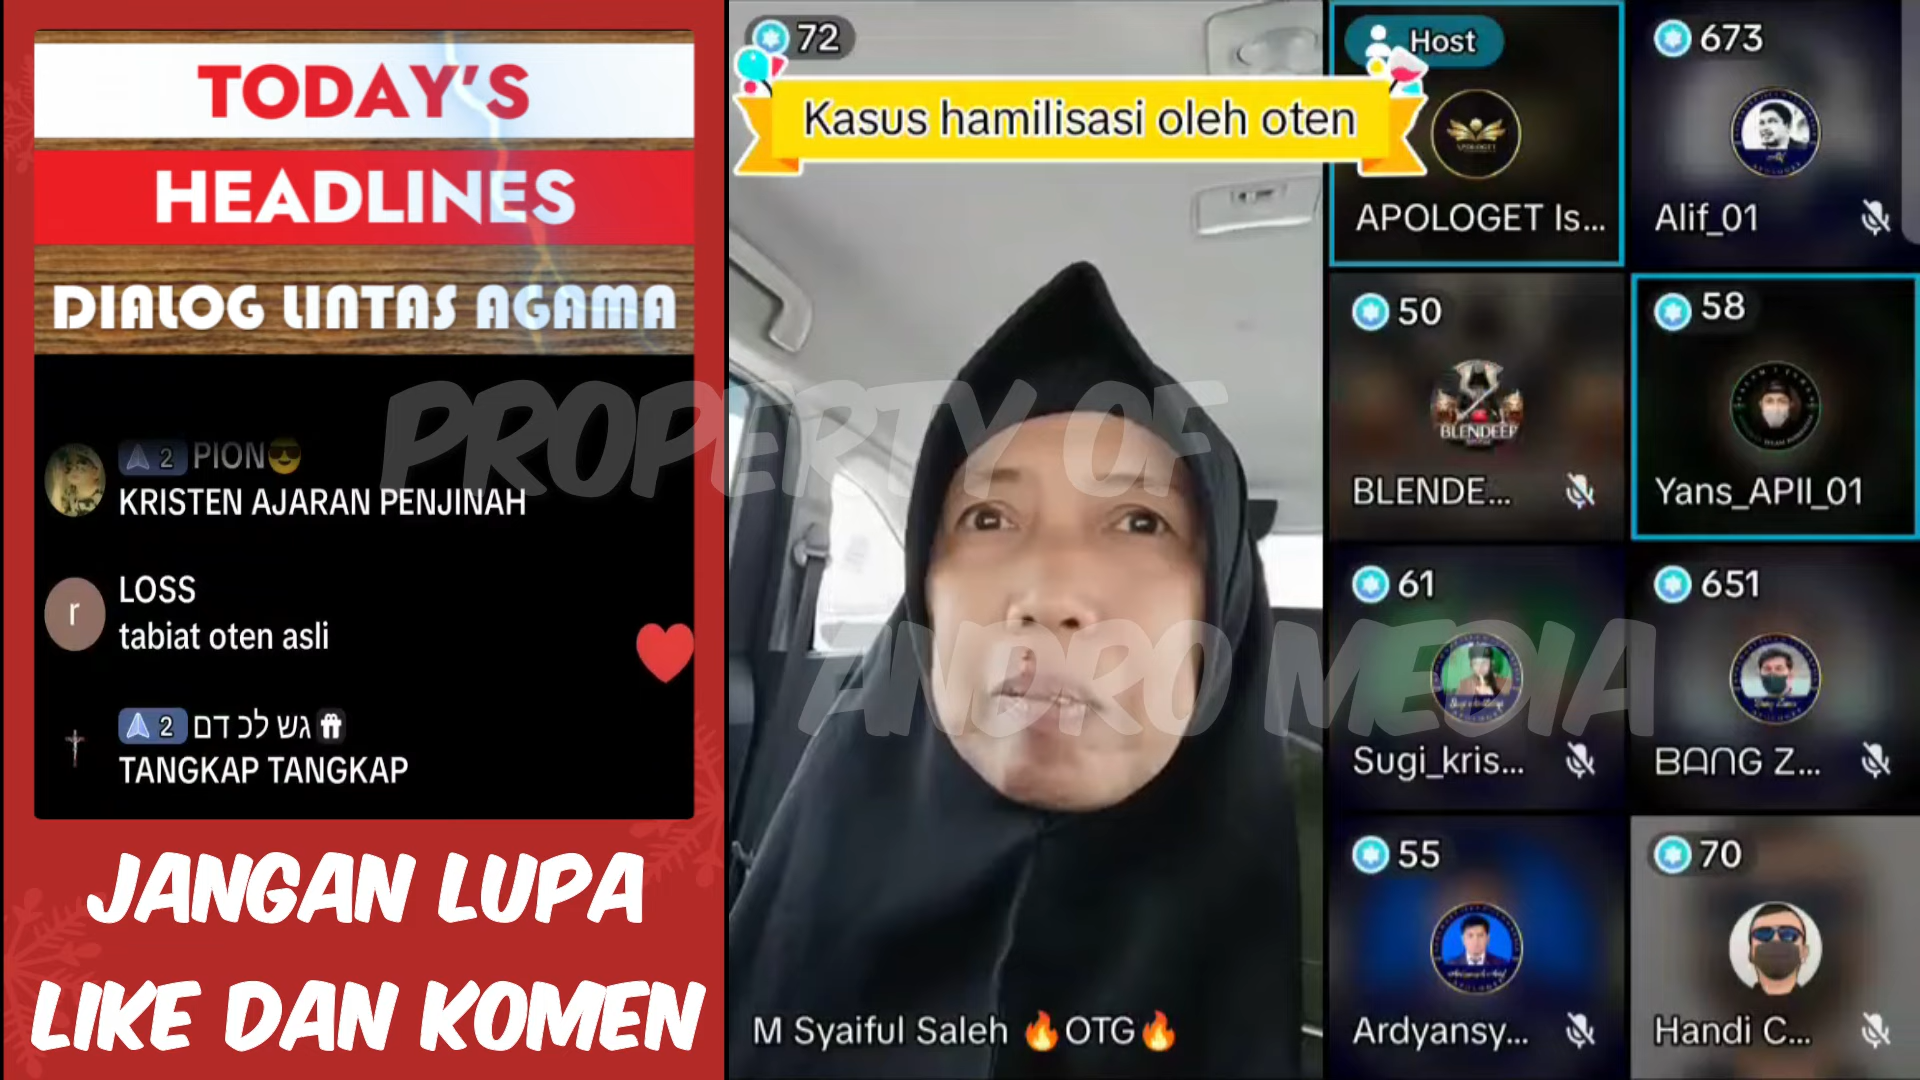 TODAY'S
HEADLINES
DIALOG LINTAS AGAMA
2 PION😎
KRISTEN AJARAN PENJINAH
r
LOSS
tabiat oten asli
2 גש לכ דם
TANGKAP TANGKAP
JANGAN LUPA
LIKE DAN KOMEN
PROPERTY OF
ANDRO MEDIA
72
Kasus hamilisasi oleh oten
M Syaiful Saleh 🔥OTG🔥
Host
APOLOGET
APOLOGET Is...
673
Alif_01
50
BLENDEEP
BLENDE...
58
Yans_APII_01
61
Sugi_kris...
651
BANG Z...
55
Ardyansy...
70
Handi C...